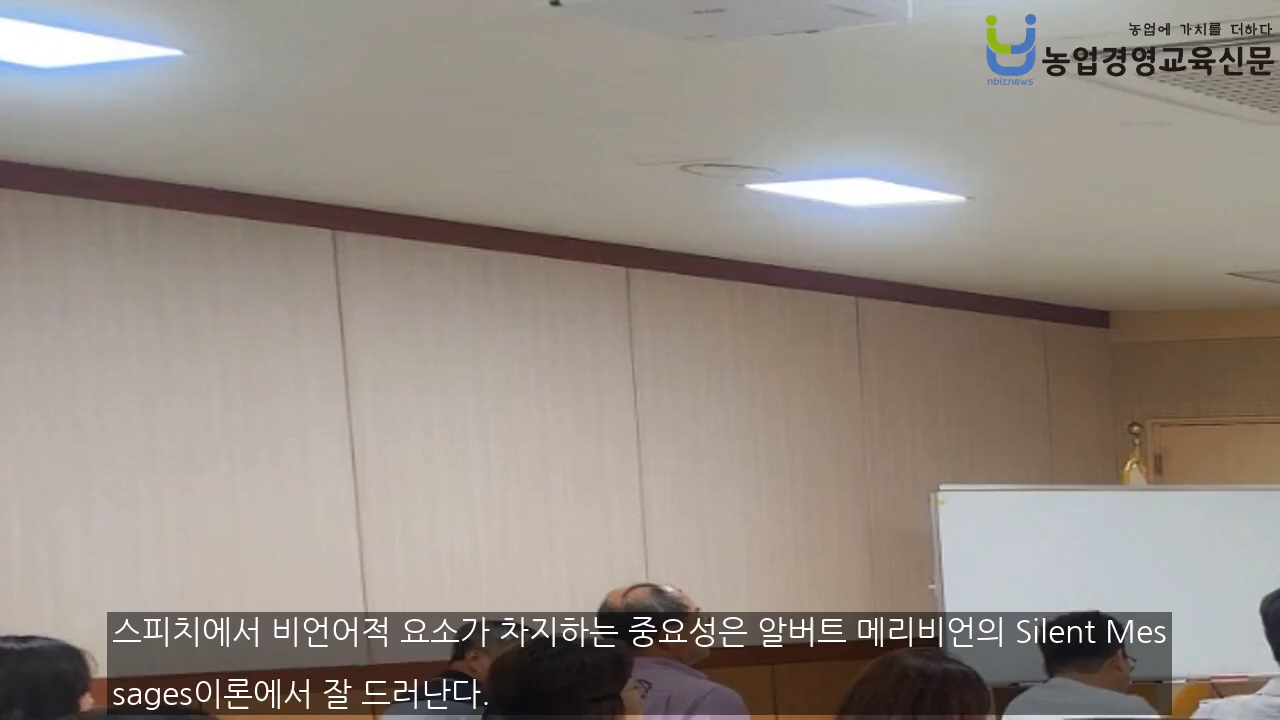 농업에 가치를 더하다
농업경영교육신문
nbiznews
스피치에서 비언어적 요소가 차지하는 중요성은 알버트 메리비언의 Silent Mes
sages이론에서 잘 드러난다.